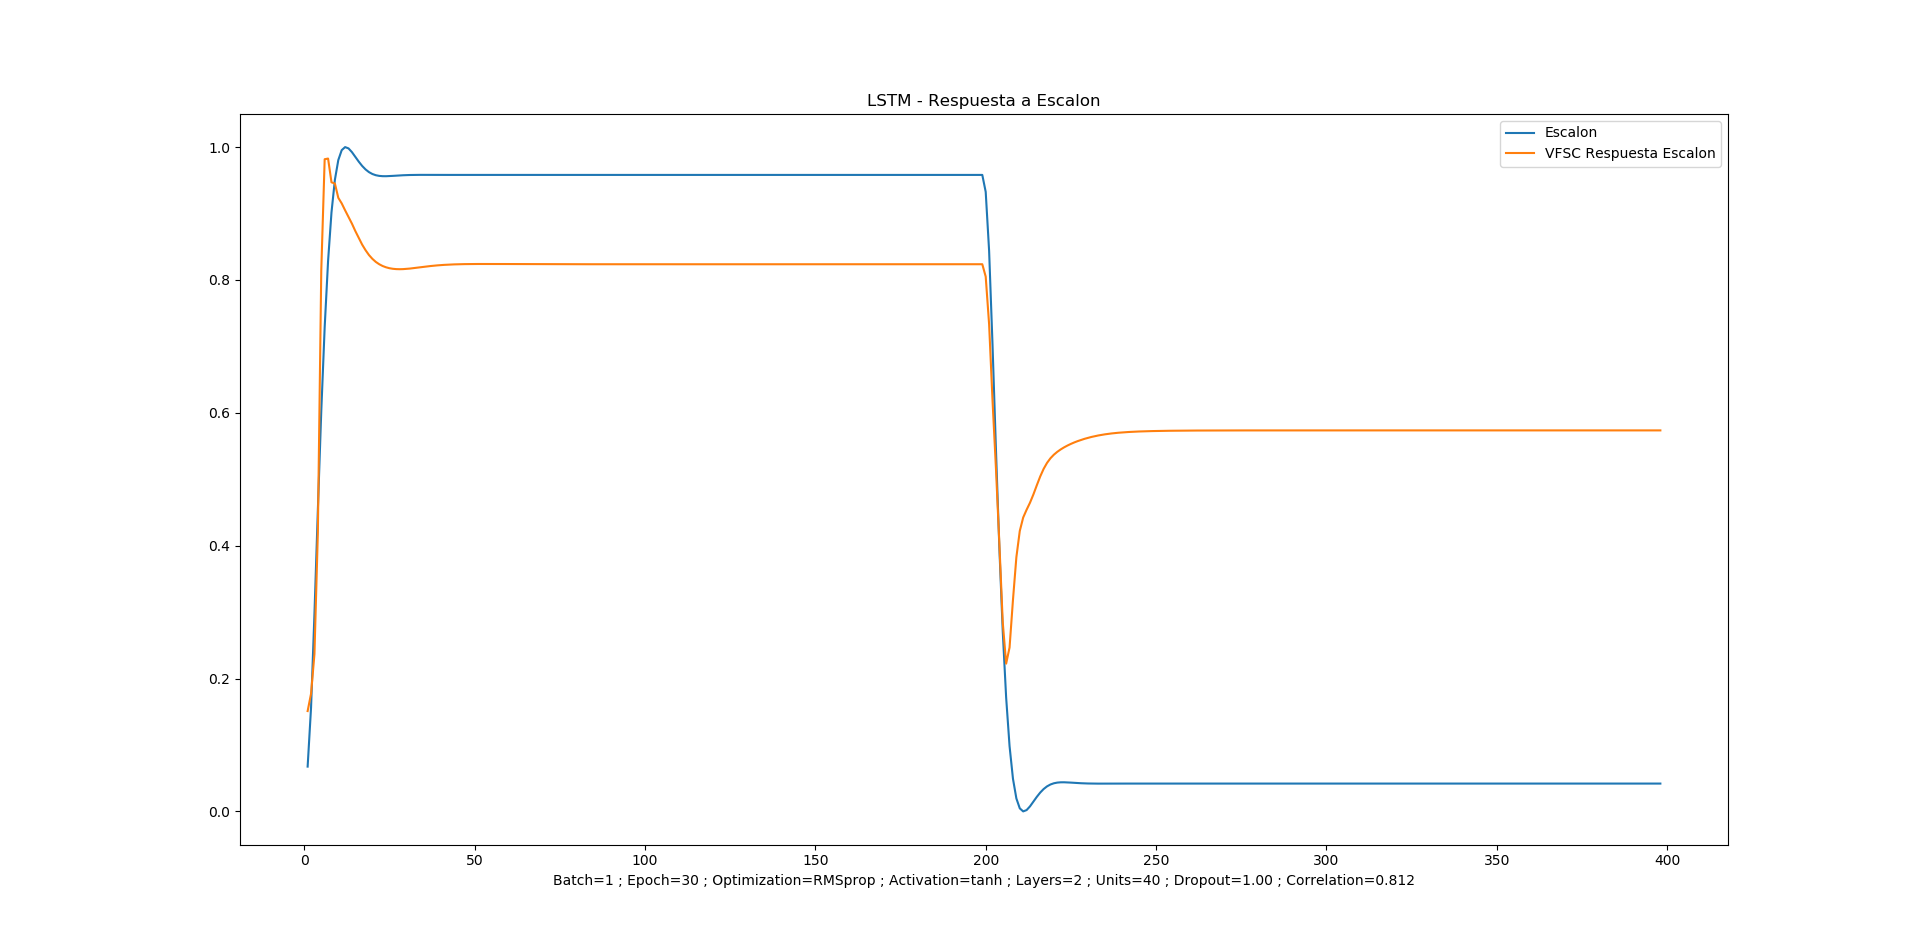 LSTM - Respuesta a Escalon
Escalon
VFSC Respuesta Escalon
1.0
0.8
0.6
0.4
0.2
0.0
0 50 100 150 200 250 300 350 400
Batch=1 ; Epoch=30 ; Optimization=RMSprop ; Activation=tanh ; Layers=2 ; Units=40 ; Dropout=1.00 ; Correlation=0.812